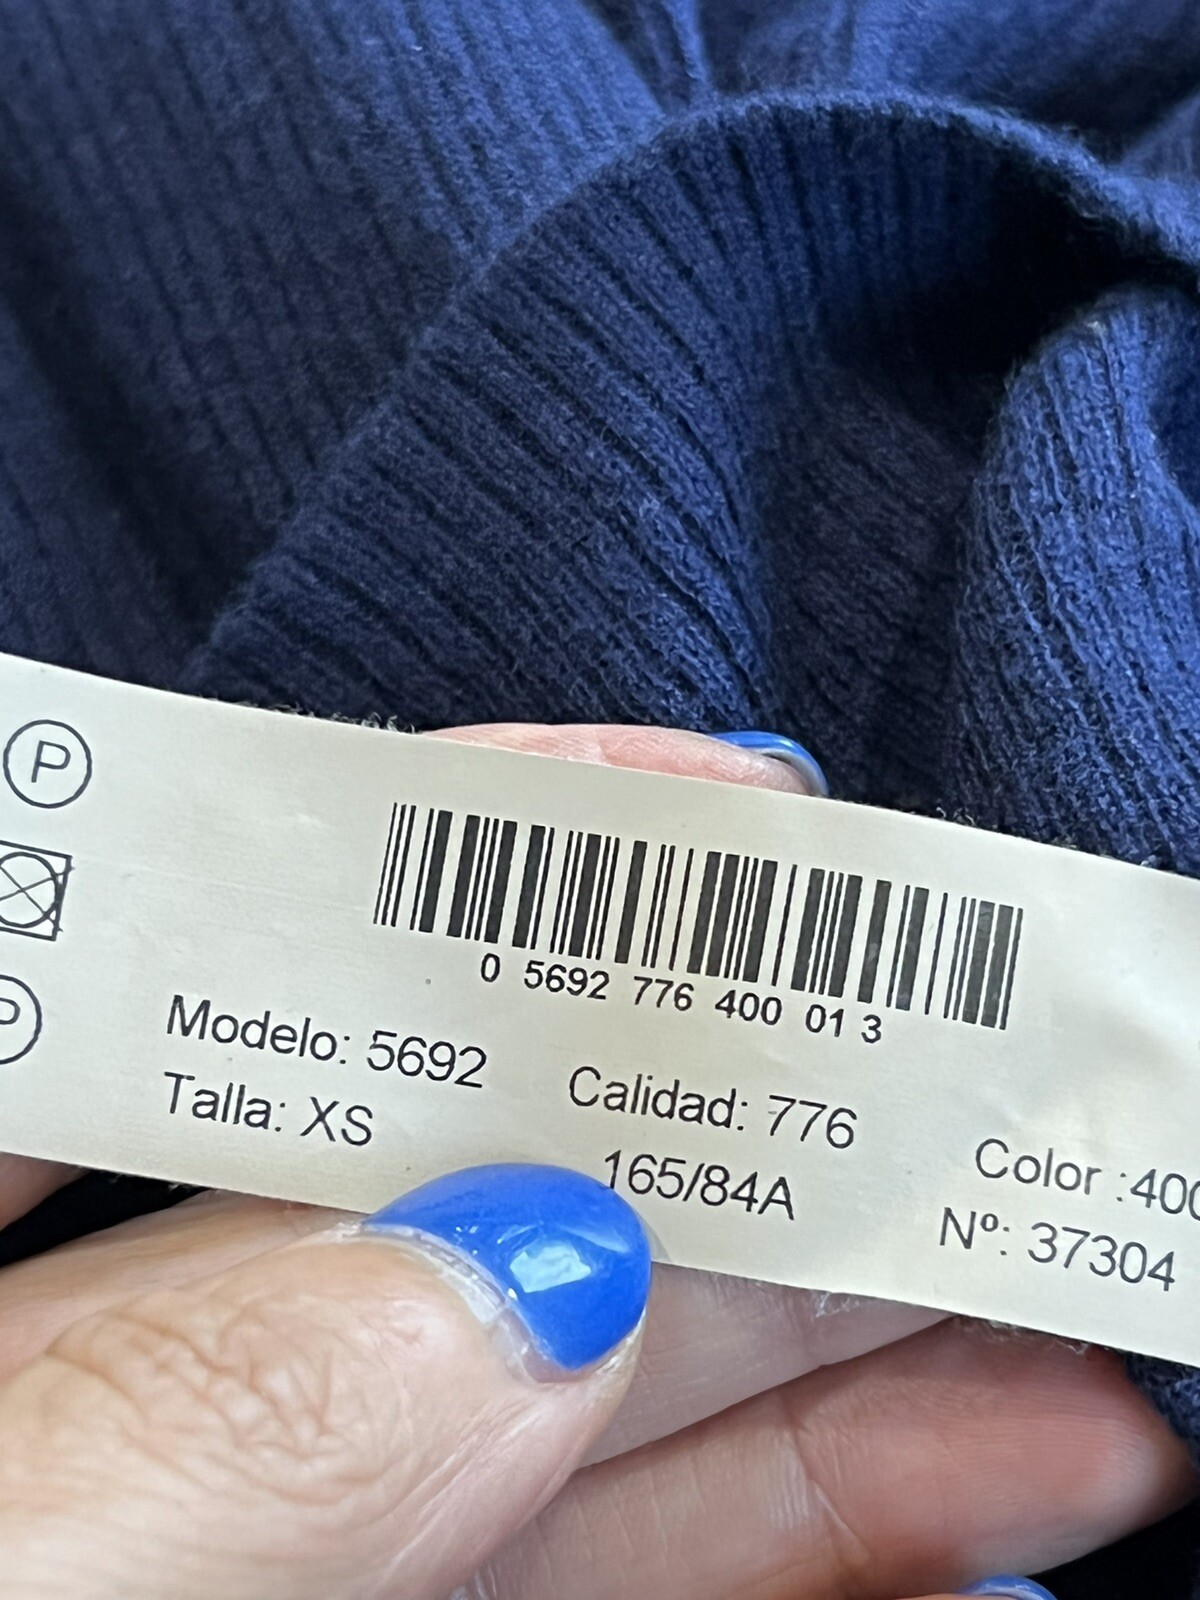 P
P
0 5692 776 400 01 3
Modelo: 5692 Calidad: 776 Color :400
Talla: XS 165/84A Nº: 37304